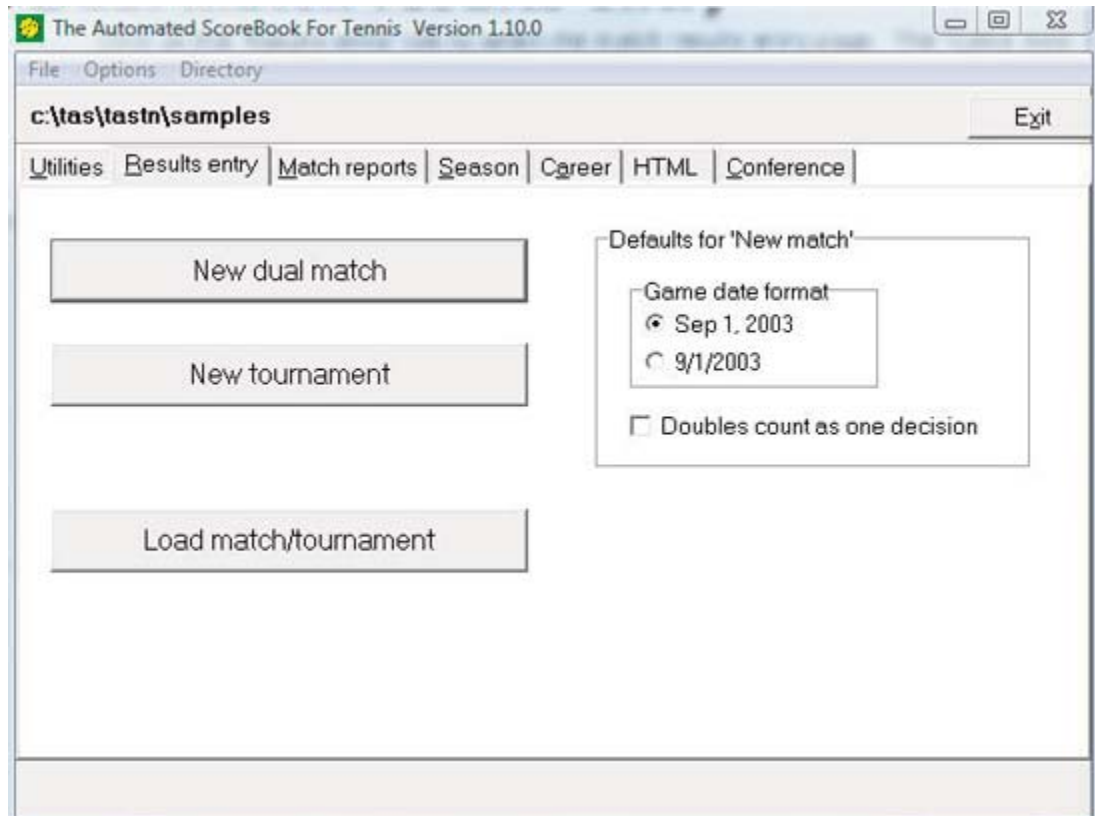 The Automated ScoreBook For Tennis Version 1.10.0
File Options Directory
c:\tas\tastn\samples
Exit
Utilities Results entry Match reports Season Career HTML Conference
New dual match
New tournament
Load match/tournament
Defaults for 'New match'
Game date format
Sep 1, 2003
9/1/2003
Doubles count as one decision